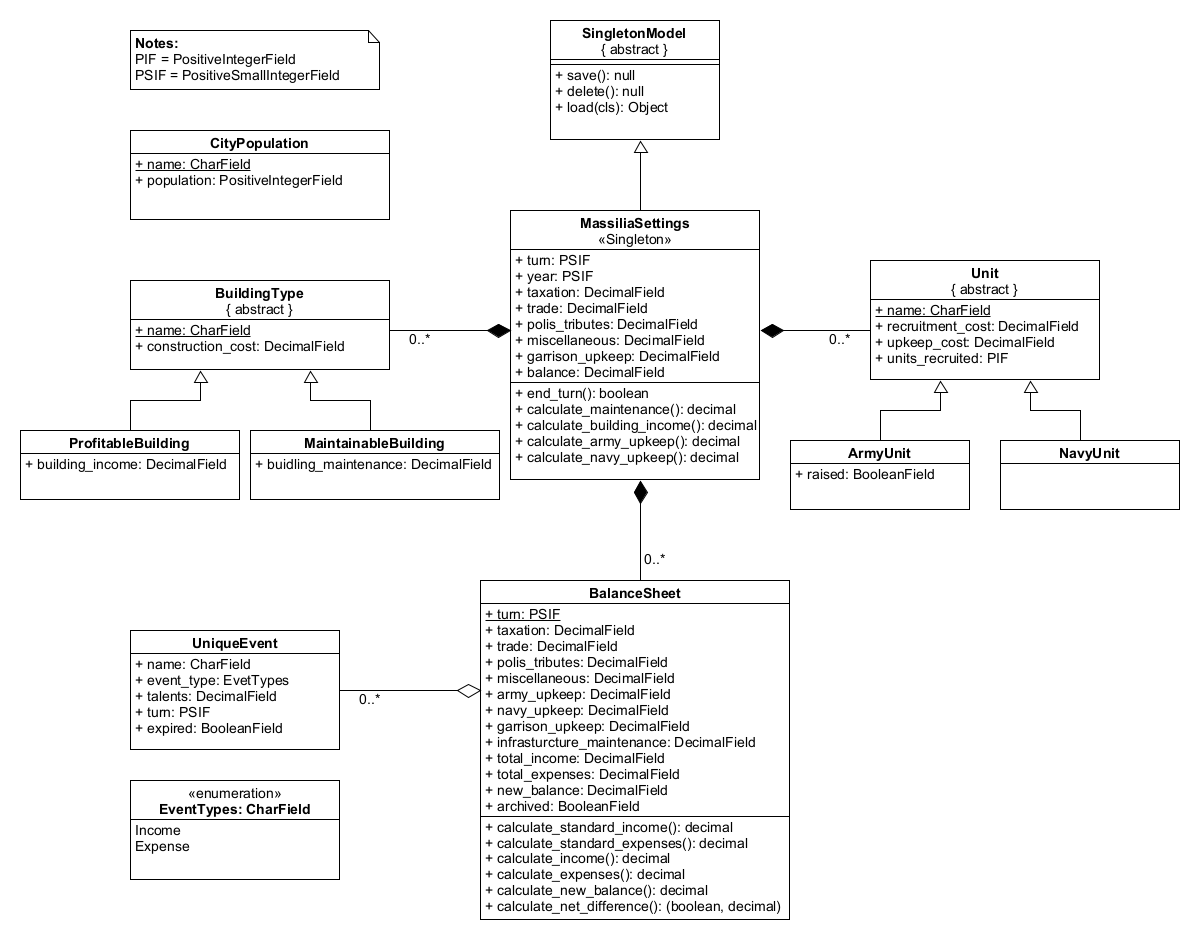 Notes:
PIF = PositiveIntegerField
PSIF = PositiveSmallIntegerField
SingletonModel
{ abstract }
+ save(): null
+ delete(): null
+ load(cls): Object
CityPopulation
+ name: CharField
+ population: PositiveIntegerField
MassiliaSettings
«Singleton»
+ turn: PSIF
+ year: PSIF
+ taxation: DecimalField
+ trade: DecimalField
+ polis_tributes: DecimalField
+ miscellaneous: DecimalField
+ garrison_upkeep: DecimalField
+ balance: DecimalField
+ end_turn(): boolean
+ calculate_maintenance(): decimal
+ calculate_building_income(): decimal
+ calculate_army_upkeep(): decimal
+ calculate_navy_upkeep(): decimal
BuildingType
{ abstract }
+ name: CharField
+ construction_cost: DecimalField
0..*
Unit
{ abstract }
+ name: CharField
+ recruitment_cost: DecimalField
+ upkeep_cost: DecimalField
+ units_recruited: PIF
0..*
ProfitableBuilding
+ building_income: DecimalField
MaintainableBuilding
+ buidling_maintenance: DecimalField
ArmyUnit
+ raised: BooleanField
NavyUnit
0..*
BalanceSheet
+ turn: PSIF
+ taxation: DecimalField
+ trade: DecimalField
+ polis_tributes: DecimalField
+ miscellaneous: DecimalField
+ army_upkeep: DecimalField
+ navy_upkeep: DecimalField
+ garrison_upkeep: DecimalField
+ infrasturcture_maintenance: DecimalField
+ total_income: DecimalField
+ total_expenses: DecimalField
+ new_balance: DecimalField
+ archived: BooleanField
+ calculate_standard_income(): decimal
+ calculate_standard_expenses(): decimal
+ calculate_income(): decimal
+ calculate_expenses(): decimal
+ calculate_new_balance(): decimal
+ calculate_net_difference(): (boolean, decimal)
UniqueEvent
+ name: CharField
+ event_type: EvetTypes
+ talents: DecimalField
+ turn: PSIF
+ expired: BooleanField
0..*
«enumeration»
EventTypes: CharField
Income
Expense